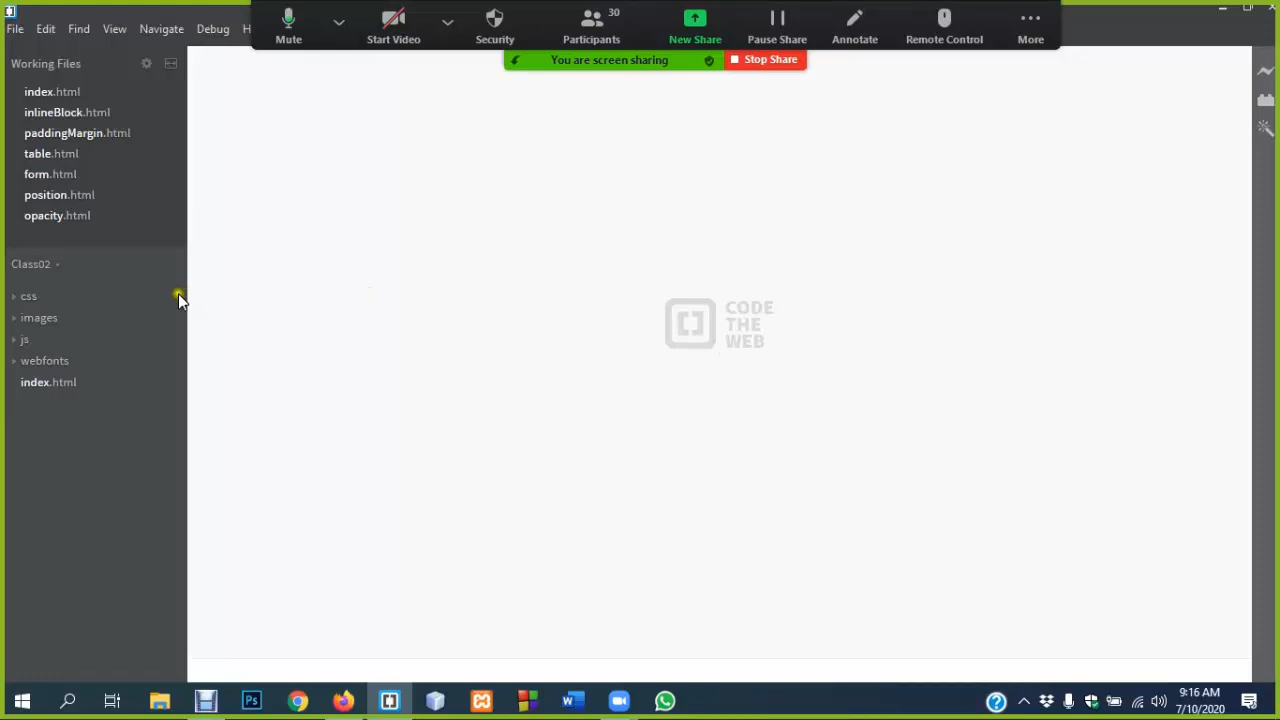 File Edit Find View Navigate Debug H
Mute
Start Video
Security
30
Participants
New Share
Pause Share
Annotate
Remote Control
More
You are screen sharing
Stop Share
Working Files
index.html
inlineBlock.html
paddingMargin.html
table.html
form.html
position.html
opacity.html
Class02
css
images
js
webfonts
index.html
CODE
THE
WEB
Ps
W
?
9:16 AM
7/10/2020